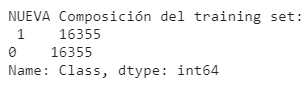 NUEVA Composición del training set:
 1    16355
0    16355
Name: Class, dtype: int64